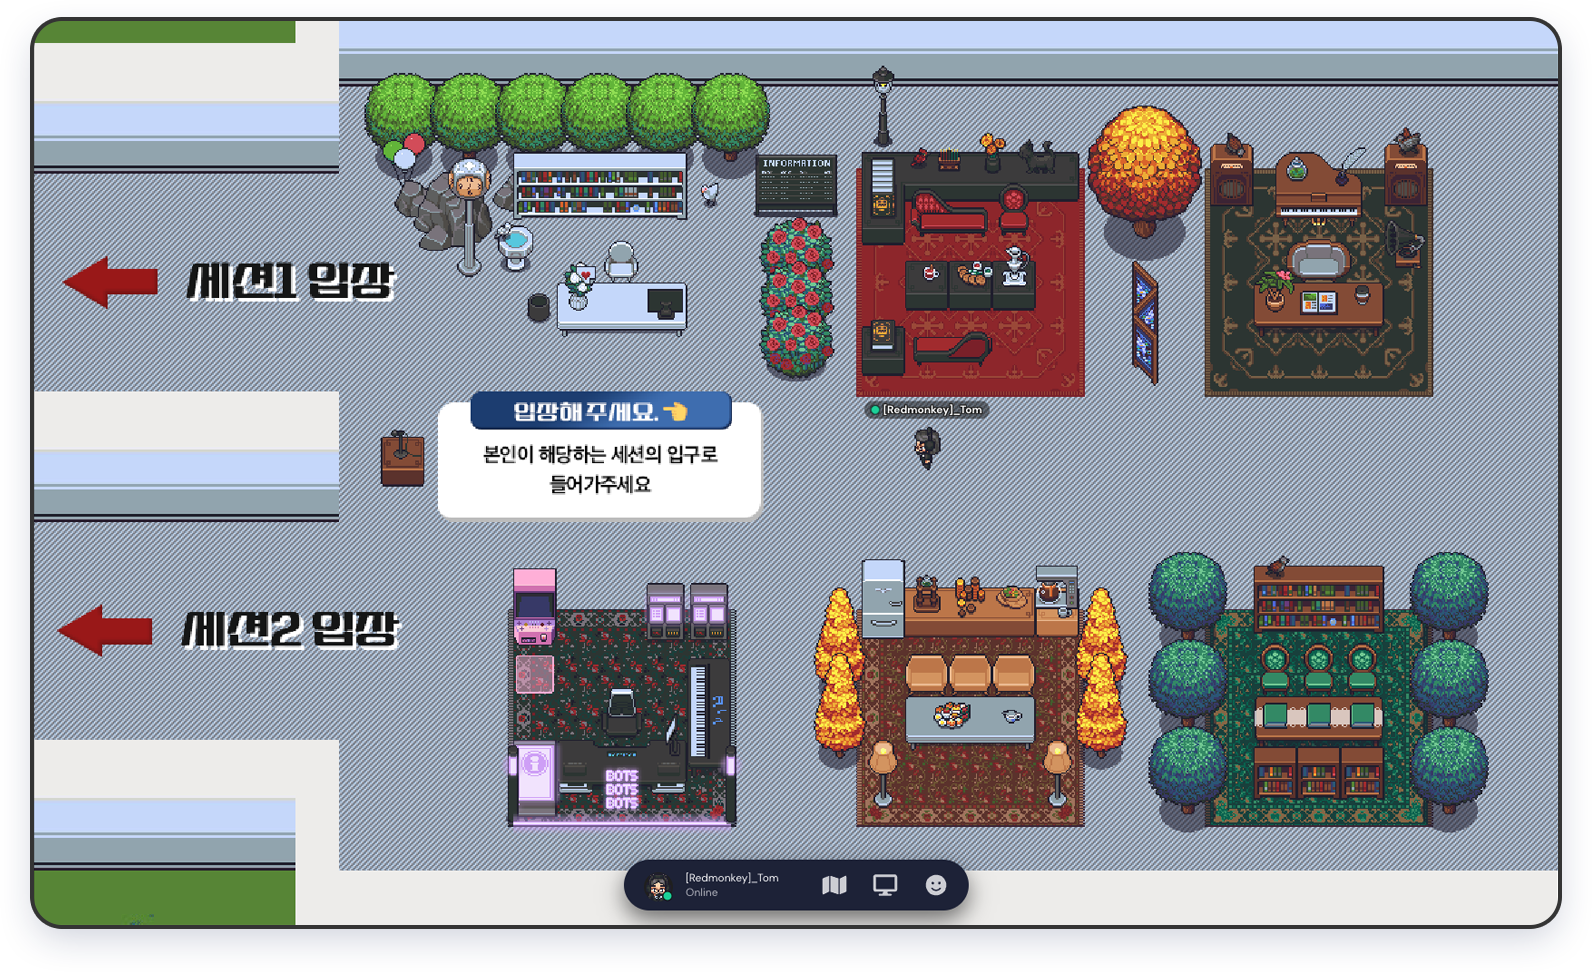 INFORMATION
세션1 입장
[Redmonkey]_Tom
입장해 주세요.👈
본인이 해당하는 세션의 입구로
들어가주세요
세션2 입장
BOTS
BOTS
BOTS
[Redmonkey]_Tom
Online